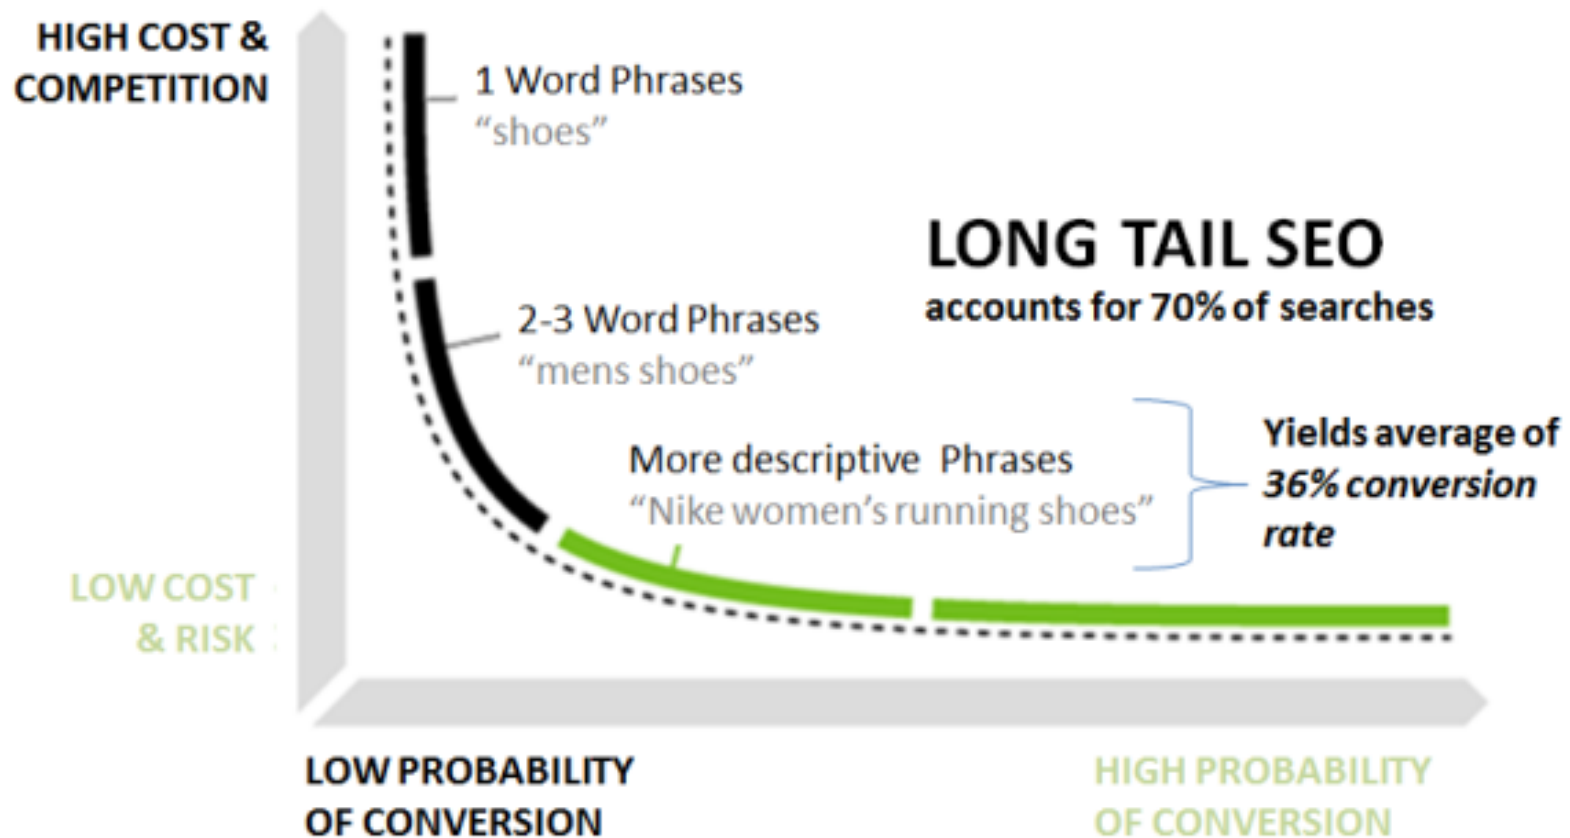 HIGH COST &
COMPETITION
1 Word Phrases
“shoes”
LONG TAIL SEO
accounts for 70% of searches
2-3 Word Phrases
“mens shoes”
More descriptive Phrases
“Nike women’s running shoes”
Yields average of
36% conversion
rate
LOW COST
& RISK
LOW PROBABILITY
OF CONVERSION
HIGH PROBABILITY
OF CONVERSION